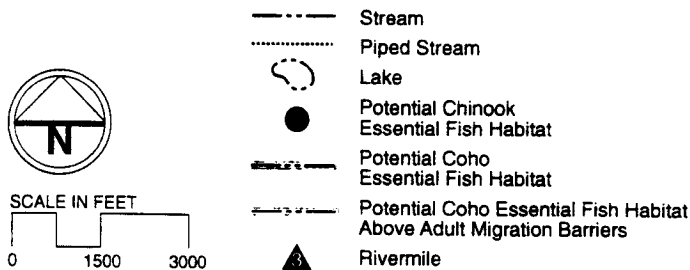 Stream
Piped Stream
Lake
Potential Chinook
Essential Fish Habitat
Potential Coho
Essential Fish Habitat
Potential Coho Essential Fish Habitat
Above Adult Migration Barriers
3
Rivermile
N
SCALE IN FEET
0 1500 3000